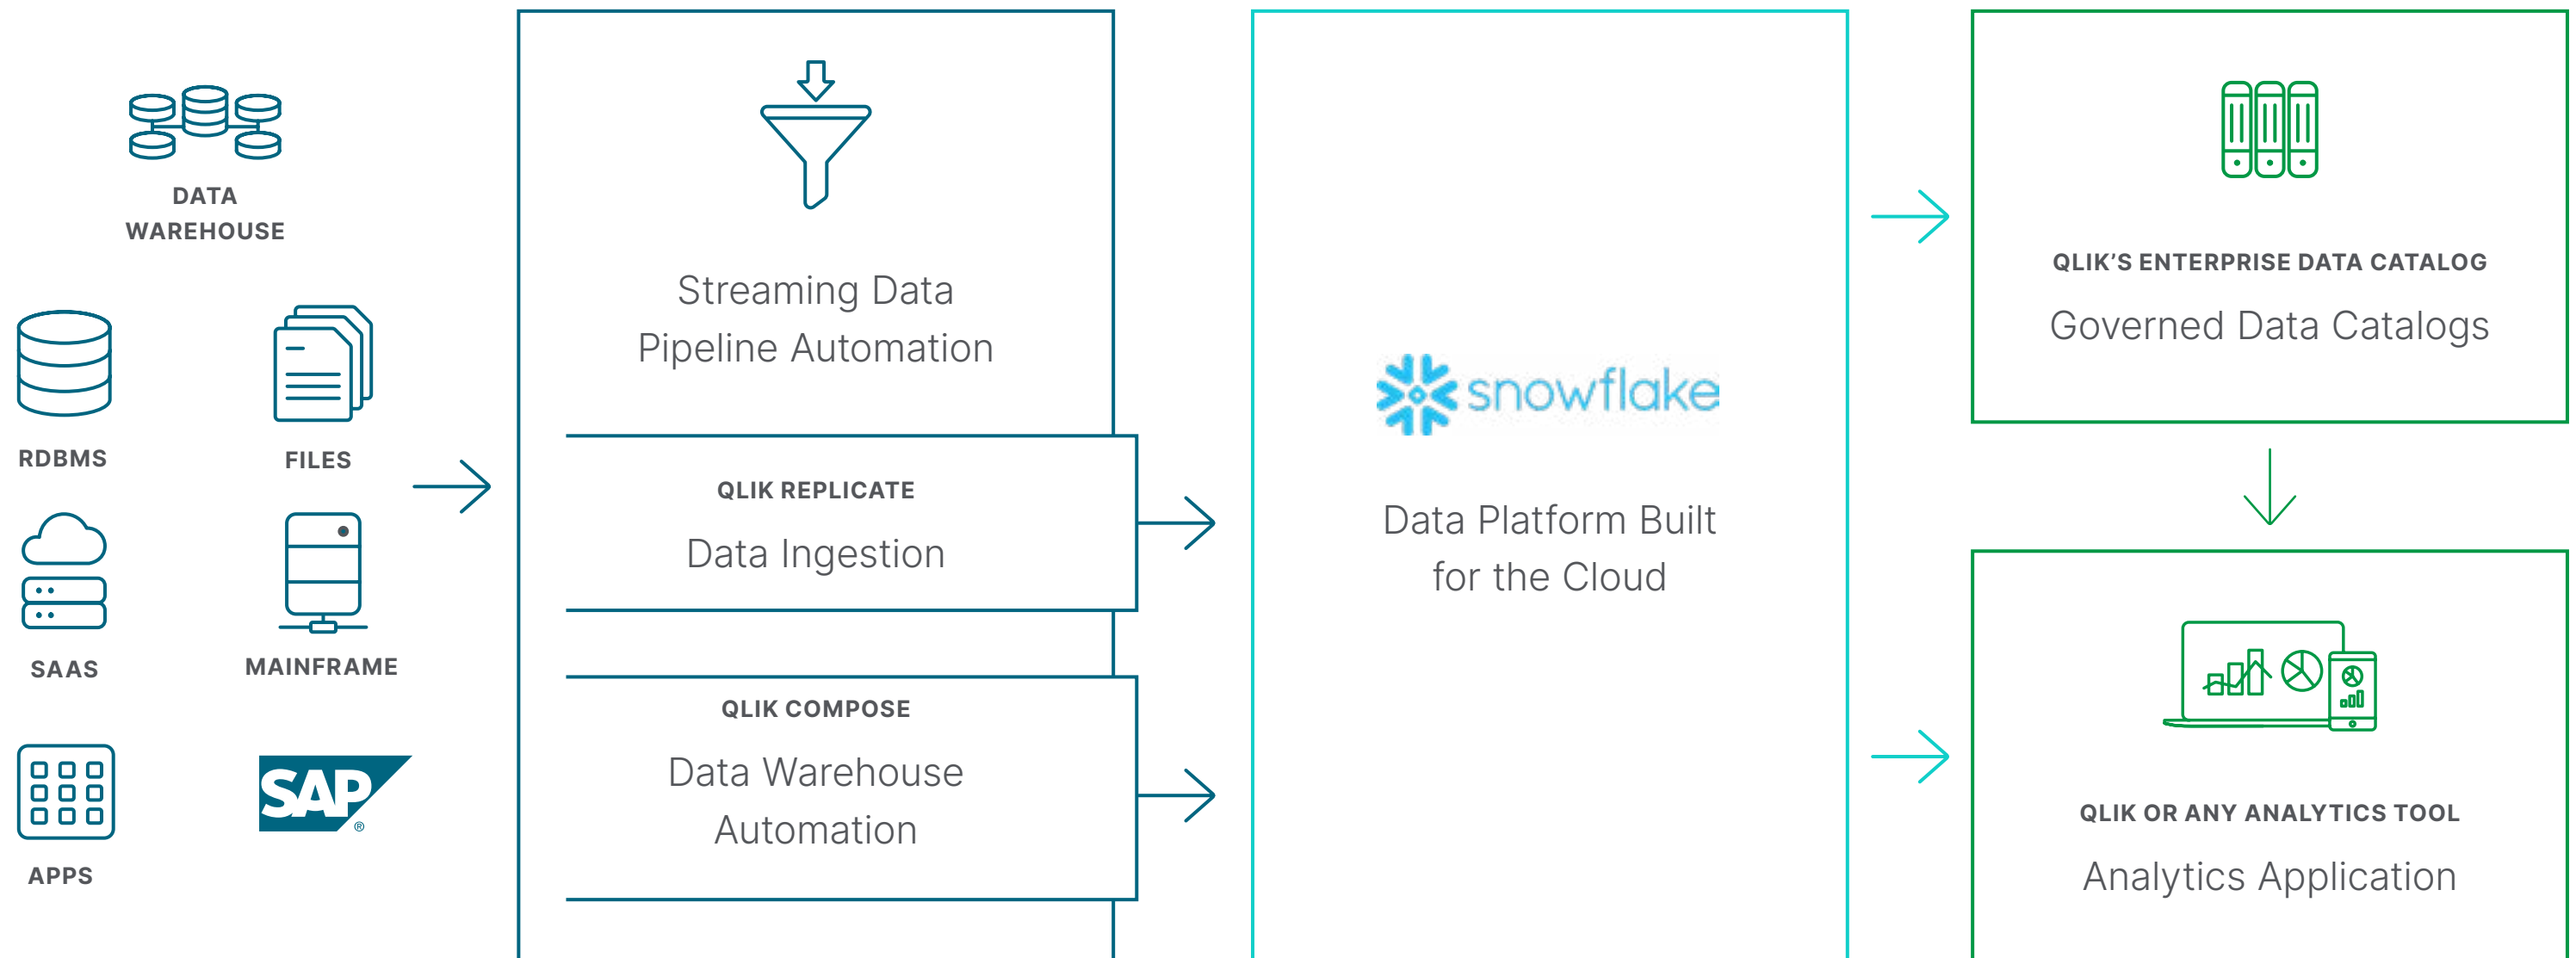 DATA
WAREHOUSE
RDBMS
FILES
SAAS
MAINFRAME
APPS
SAP
®
Streaming Data
Pipeline Automation
QLIK REPLICATE
Data Ingestion
QLIK COMPOSE
Data Warehouse
Automation
snowflake
Data Platform Built
for the Cloud
QLIK’S ENTERPRISE DATA CATALOG
Governed Data Catalogs
QLIK OR ANY ANALYTICS TOOL
Analytics Application